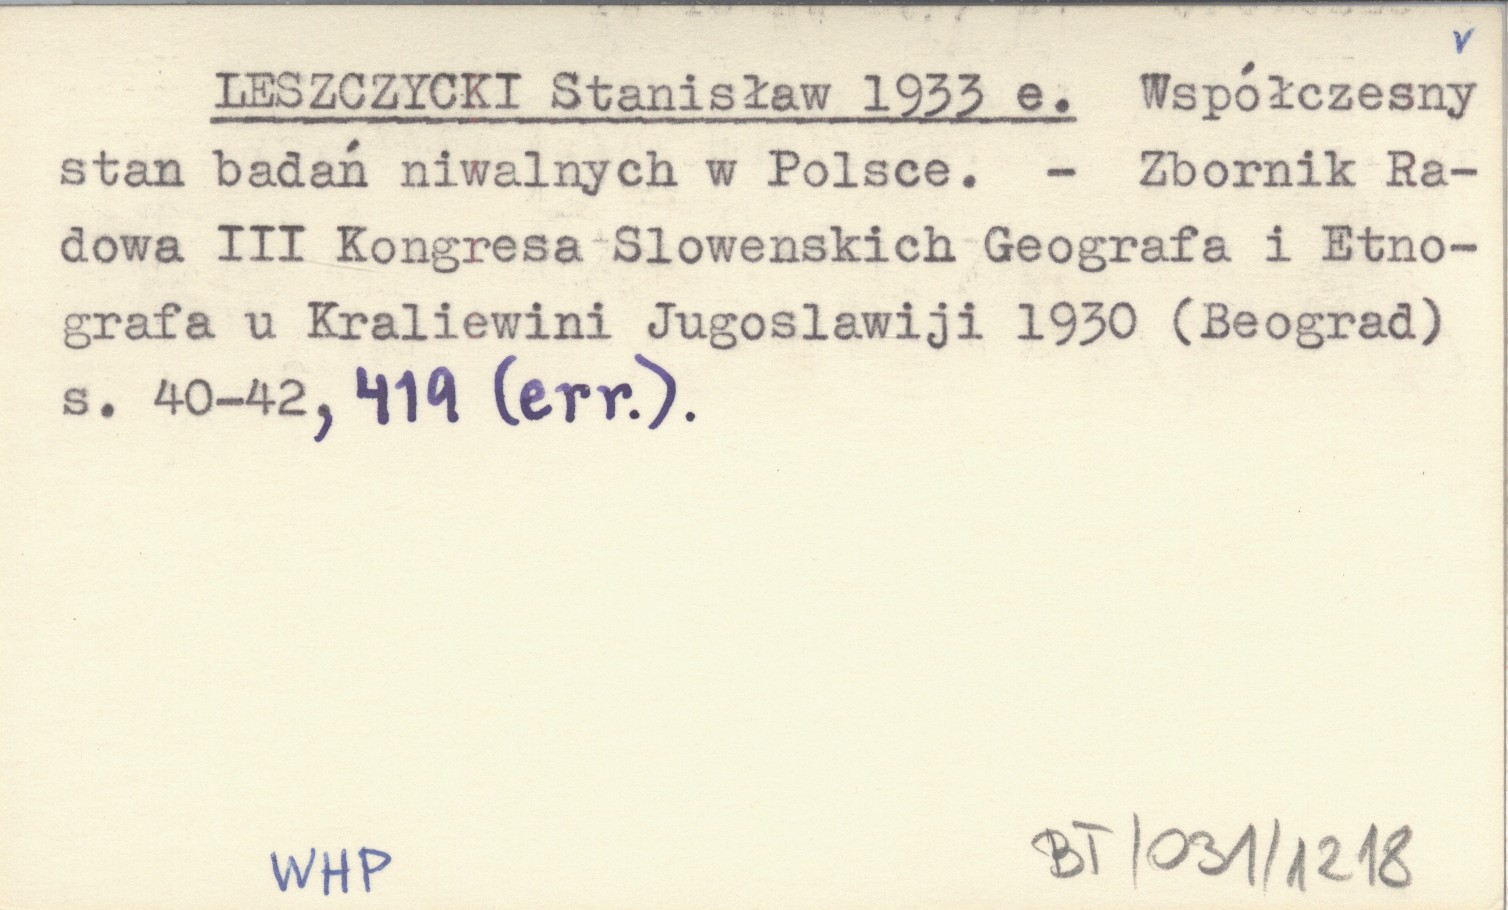 v
LESZCZYCKI Stanisław 1933 e. Współczesny
stan badań niwalnych w Polsce. - Zbornik Ra-
dowa III Kongresa Slowenskich Geografa i Etno-
grafa u Kraliewini Jugoslawiji 1930 (Beograd)
s. 40-42, 419 (err.).
WHP
BT/031/1218